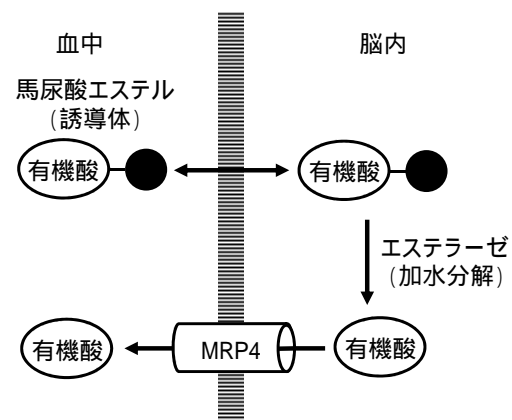 血中
脳内
馬尿酸エステル
(誘導体)
有機酸
有機酸
エステラーゼ
(加水分解)
有機酸
MRP4
有機酸